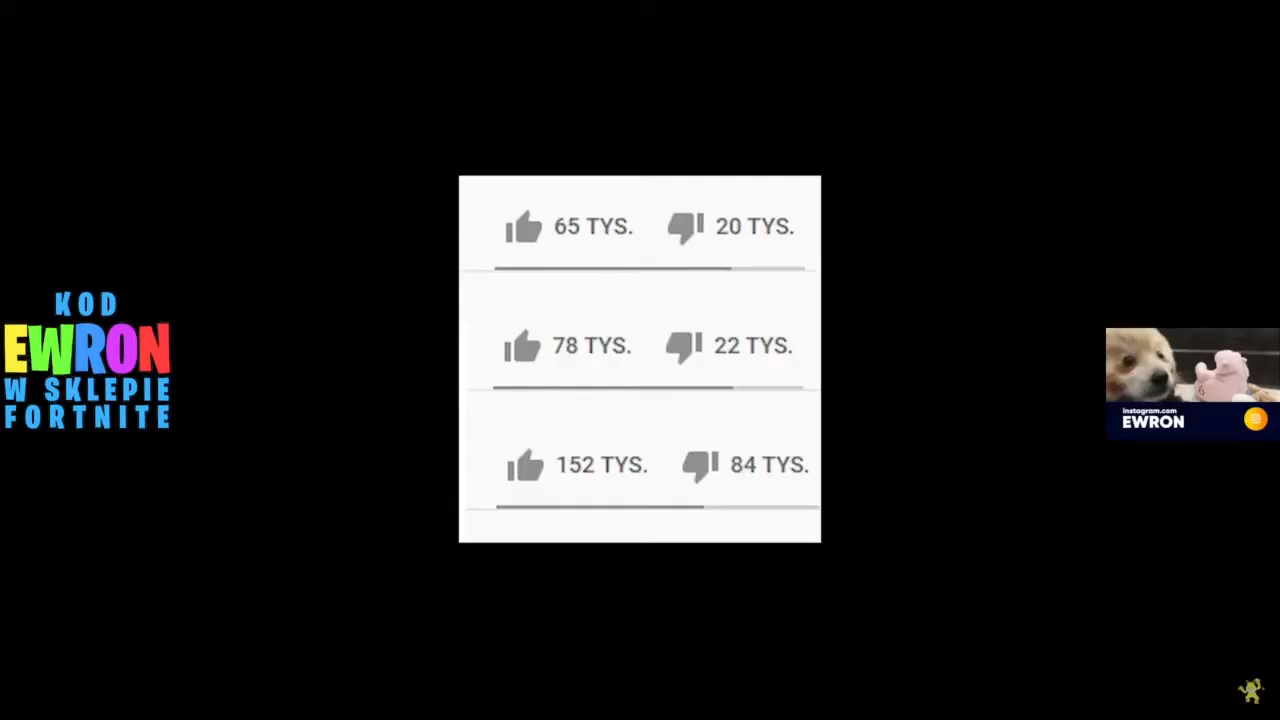 65 TYS. 20 TYS.
78 TYS. 22 TYS.
152 TYS. 84 TYS.
KOD
EWRON
W SKLEPIE
FORTNITE
instagram.com
EWRON